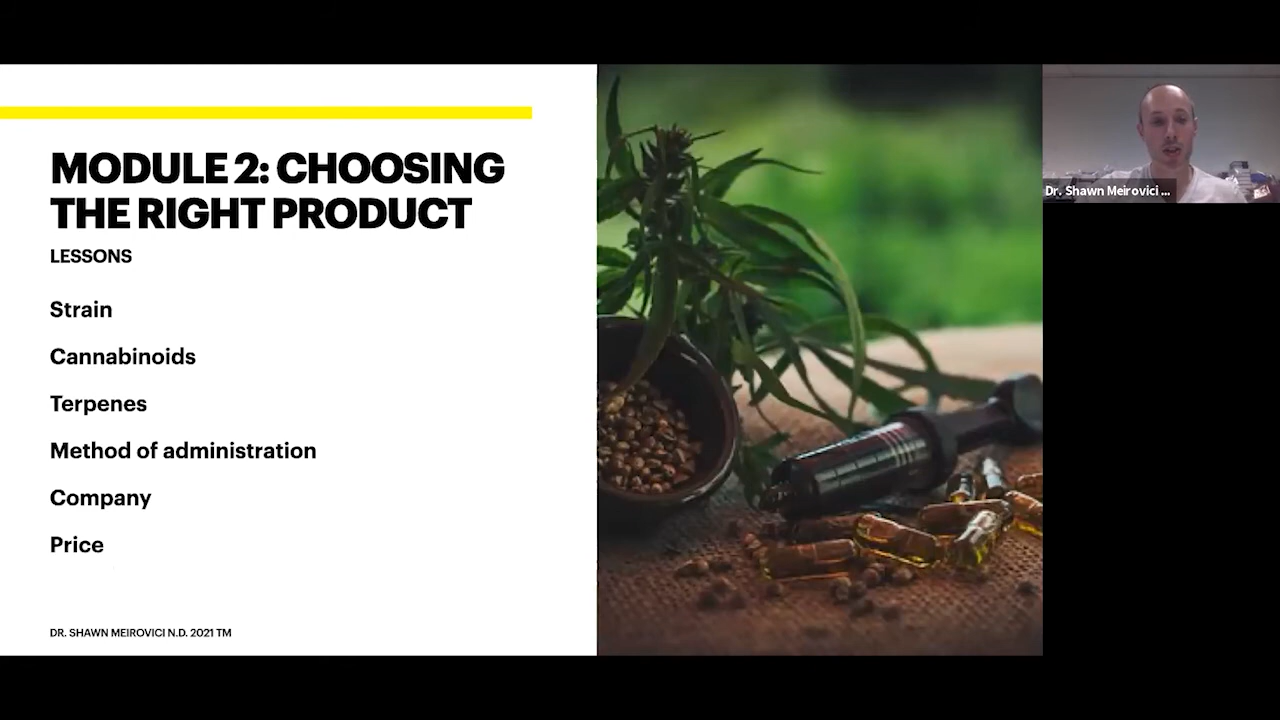 MODULE 2: CHOOSING
THE RIGHT PRODUCT
LESSONS
Strain
Cannabinoids
Terpenes
Method of administration
Company
Price
DR. SHAWN MEIROVICI N.D. 2021 TM
Dr. Shawn Meirovici ...